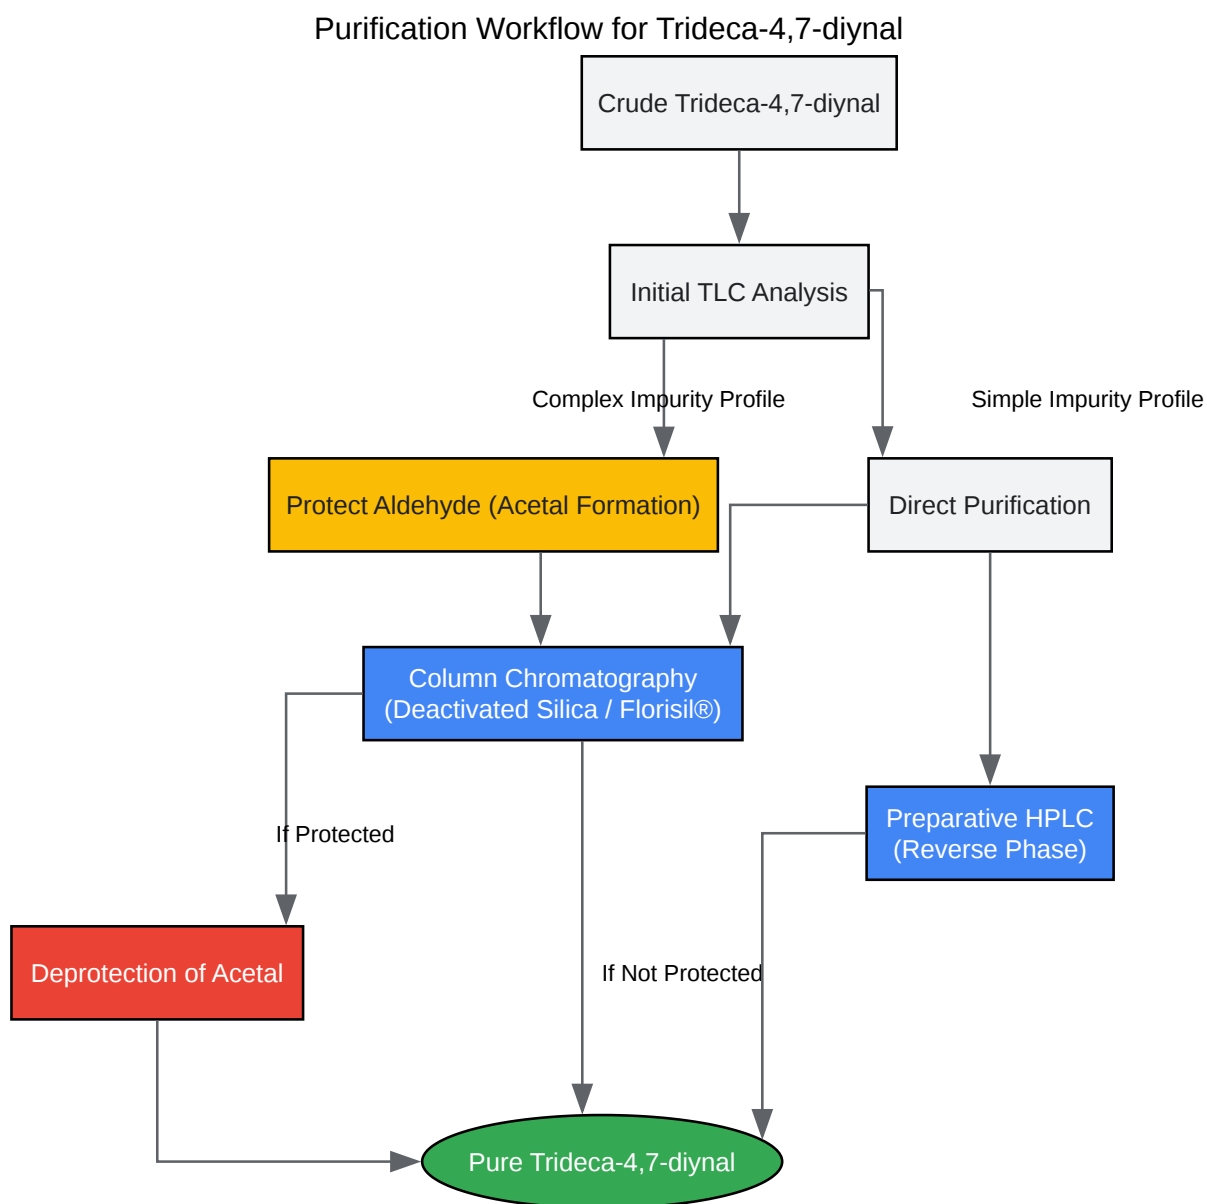 Purification Workflow for Trideca-4,7-diynal
Crude Trideca-4,7-diynal
Initial TLC Analysis
Complex Impurity Profile
Simple Impurity Profile
Protect Aldehyde (Acetal Formation)
Direct Purification
Column Chromatography
(Deactivated Silica / Florisil®)
Preparative HPLC
(Reverse Phase)
If Protected
Deprotection of Acetal
If Not Protected
Pure Trideca-4,7-diynal